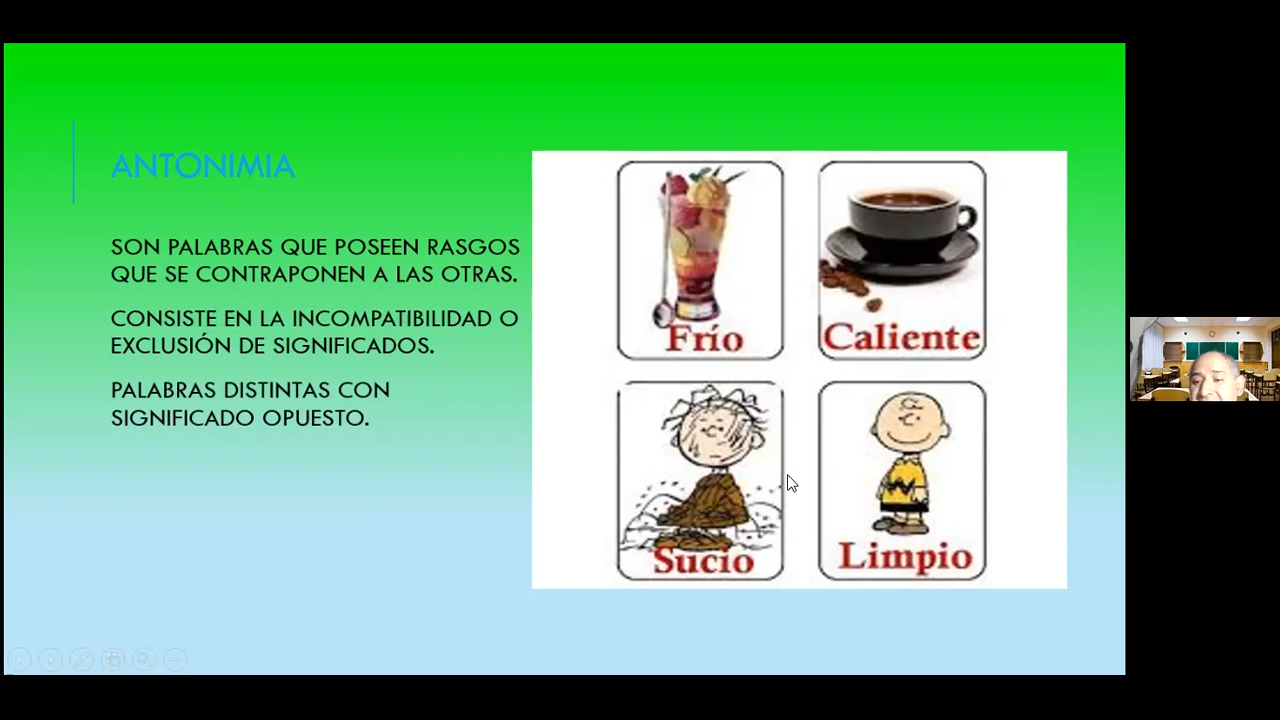 ANTONIMIA
SON PALABRAS QUE POSEEN RASGOS
QUE SE CONTRAPONEN A LAS OTRAS.
CONSISTE EN LA INCOMPATIBILIDAD O
EXCLUSIÓN DE SIGNIFICADOS.
PALABRAS DISTINTAS CON
SIGNIFICADO OPUESTO.
Frío
Caliente
Sucio
Limpio